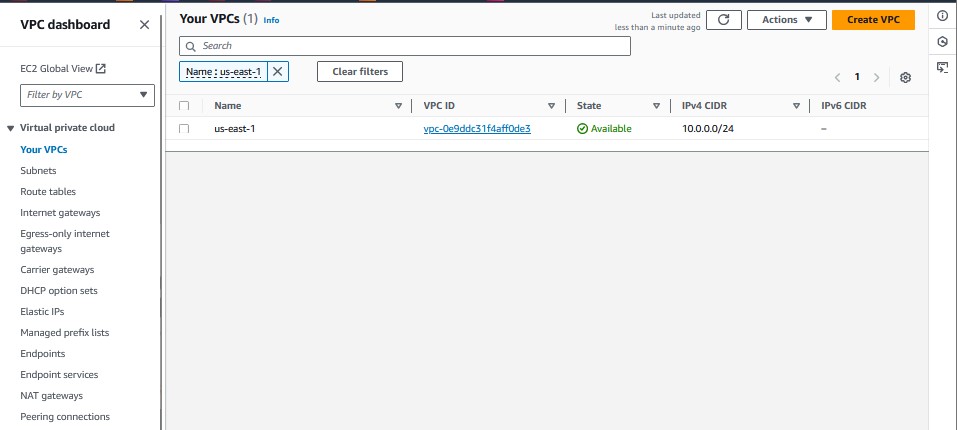 VPC dashboard
EC2 Global View
Filter by VPC
Virtual private cloud
Your VPCs
Subnets
Route tables
Internet gateways
Egress-only internet
gateways
Carrier gateways
DHCP option sets
Elastic IPs
Managed prefix lists
Endpoints
Endpoint services
NAT gateways
Peering connections
Your VPCs (1) Info
Last updated
less than a minute ago
Actions
Create VPC
Search
Name : us-east-1
Clear filters
1
Name VPC ID State IPv4 CIDR IPv6 CIDR
us-east-1 vpc-0e9ddc31f4aff0de3 Available 10.0.0.0/24 –